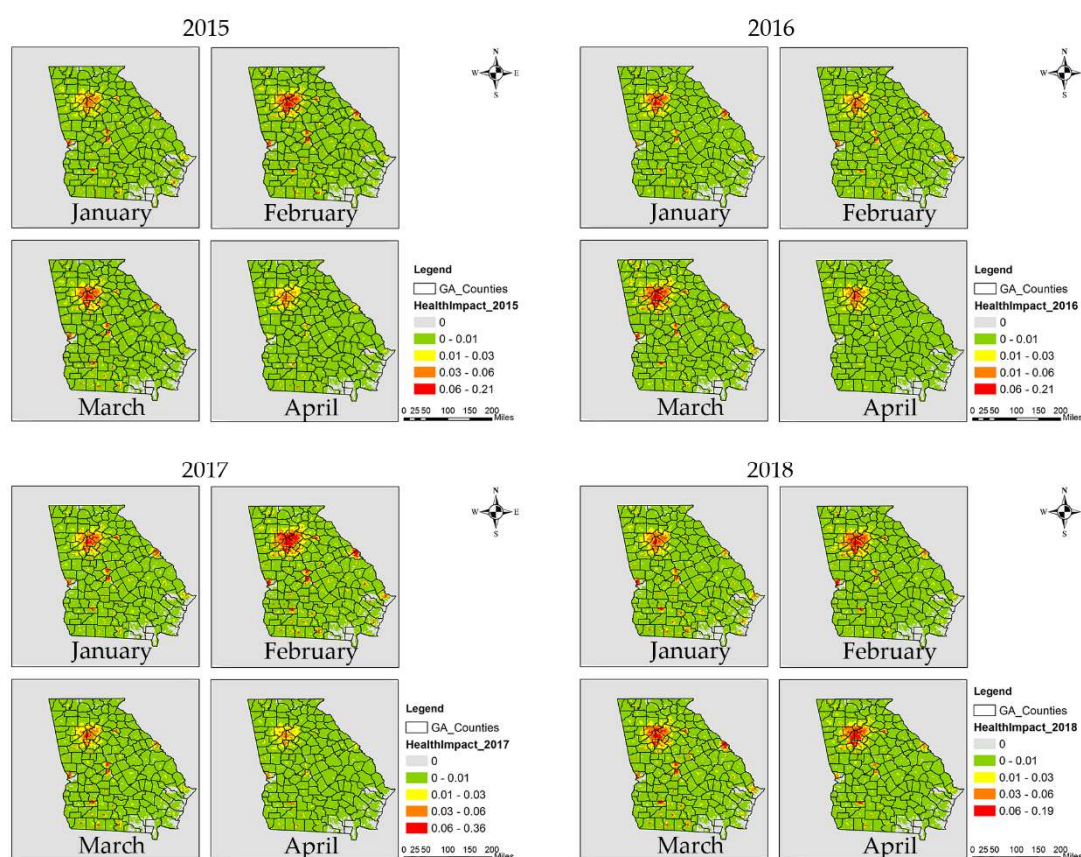 2015
N
W E
S
January
February
March
April
Legend
GA_Counties
HealthImpact_2015
0
0 - 0.01
0.01 - 0.03
0.03 - 0.06
0.06 - 0.21
0 25 50 100 150 200
Miles
2016
N
W E
S
January
February
March
April
Legend
GA_Counties
HealthImpact_2016
0
0 - 0.01
0.01 - 0.03
0.01 - 0.06
0.06 - 0.21
0 25 50 100 150 200
Miles
2017
N
W E
S
January
February
March
April
Legend
GA_Counties
HealthImpact_2017
0
0 - 0.01
0.01 - 0.03
0.03 - 0.06
0.06 - 0.36
0 25 50 100 150 200
Miles
2018
N
W E
S
January
February
March
April
Legend
GA_Counties
HealthImpact_2018
0
0 - 0.01
0.01 - 0.03
0.03 - 0.06
0.06 - 0.19
0 25 50 100 150 200
Miles